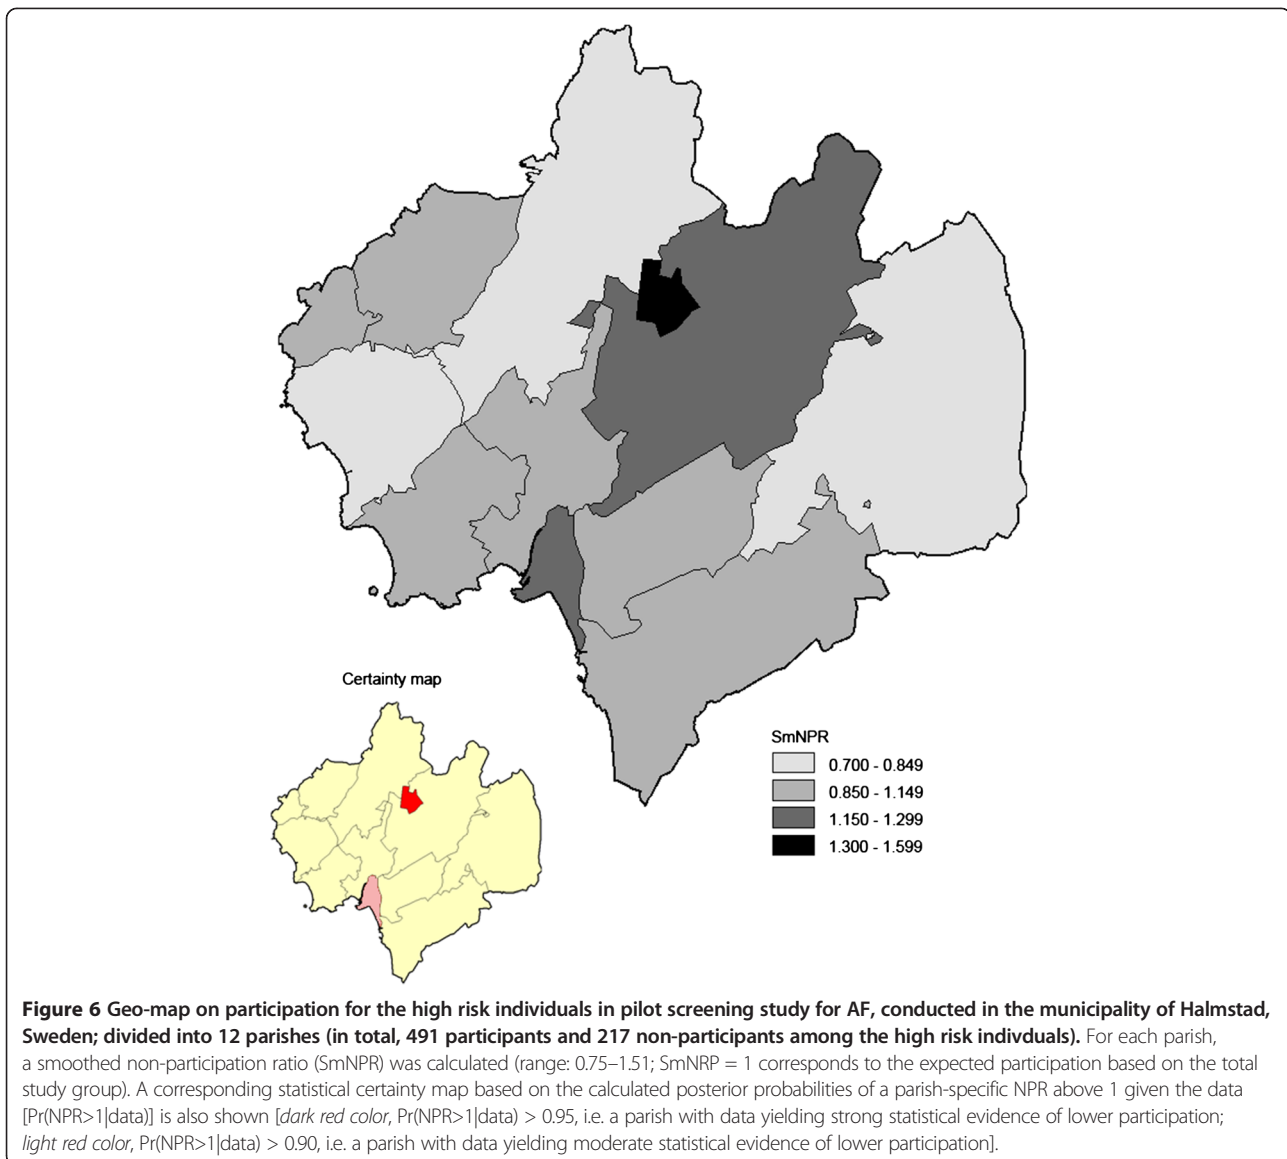 Certainty map
SmNPR
0.700 - 0.849
0.850 - 1.149
1.150 - 1.299
1.300 - 1.599
Figure 6 Geo-map on participation for the high risk individuals in pilot screening study for AF, conducted in the municipality of Halmstad,
Sweden; divided into 12 parishes (in total, 491 participants and 217 non-participants among the high risk indivduals). For each parish,
a smoothed non-participation ratio (SmNPR) was calculated (range: 0.75–1.51; SmNRP = 1 corresponds to the expected participation based on the total
study group). A corresponding statistical certainty map based on the calculated posterior probabilities of a parish-specific NPR above 1 given the data
[Pr(NPR>1|data)] is also shown [dark red color, Pr(NPR>1|data) > 0.95, i.e. a parish with data yielding strong statistical evidence of lower participation;
light red color, Pr(NPR>1|data) > 0.90, i.e. a parish with data yielding moderate statistical evidence of lower participation].